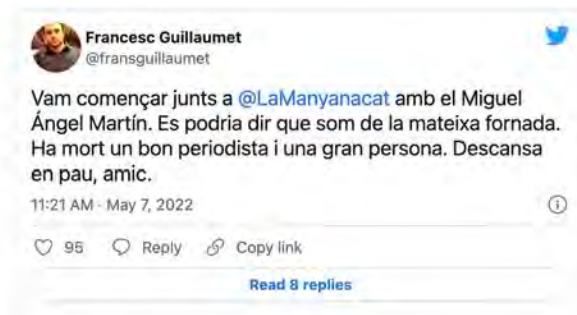 Francesc Guillaumet
@fransguillaumet
Vam començar junts a @LaManyanacat amb el Miguel
Ángel Martín. Es podria dir que som de la mateixa fornada.
Ha mort un bon periodista i una gran persona. Descansa
en pau, amic.
11:21 AM · May 7, 2022
95 Reply Copy link
Read 8 replies